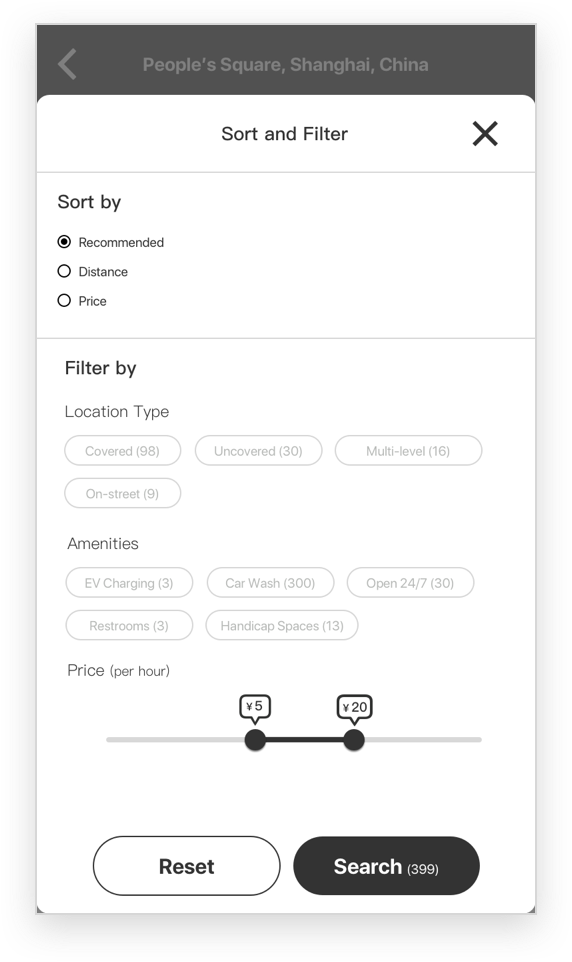 People's Square, Shanghai, China
Sort and Filter
Sort by
Recommended
Distance
Price
Filter by
Location Type
Covered (98) Uncovered (30) Multi-level (16)
On-street (9)
Amenities
EV Charging (3) Car Wash (300) Open 24/7 (30)
Restrooms (3) Handicap Spaces (13)
Price (per hour)
¥5 ¥20
Reset Search (399)